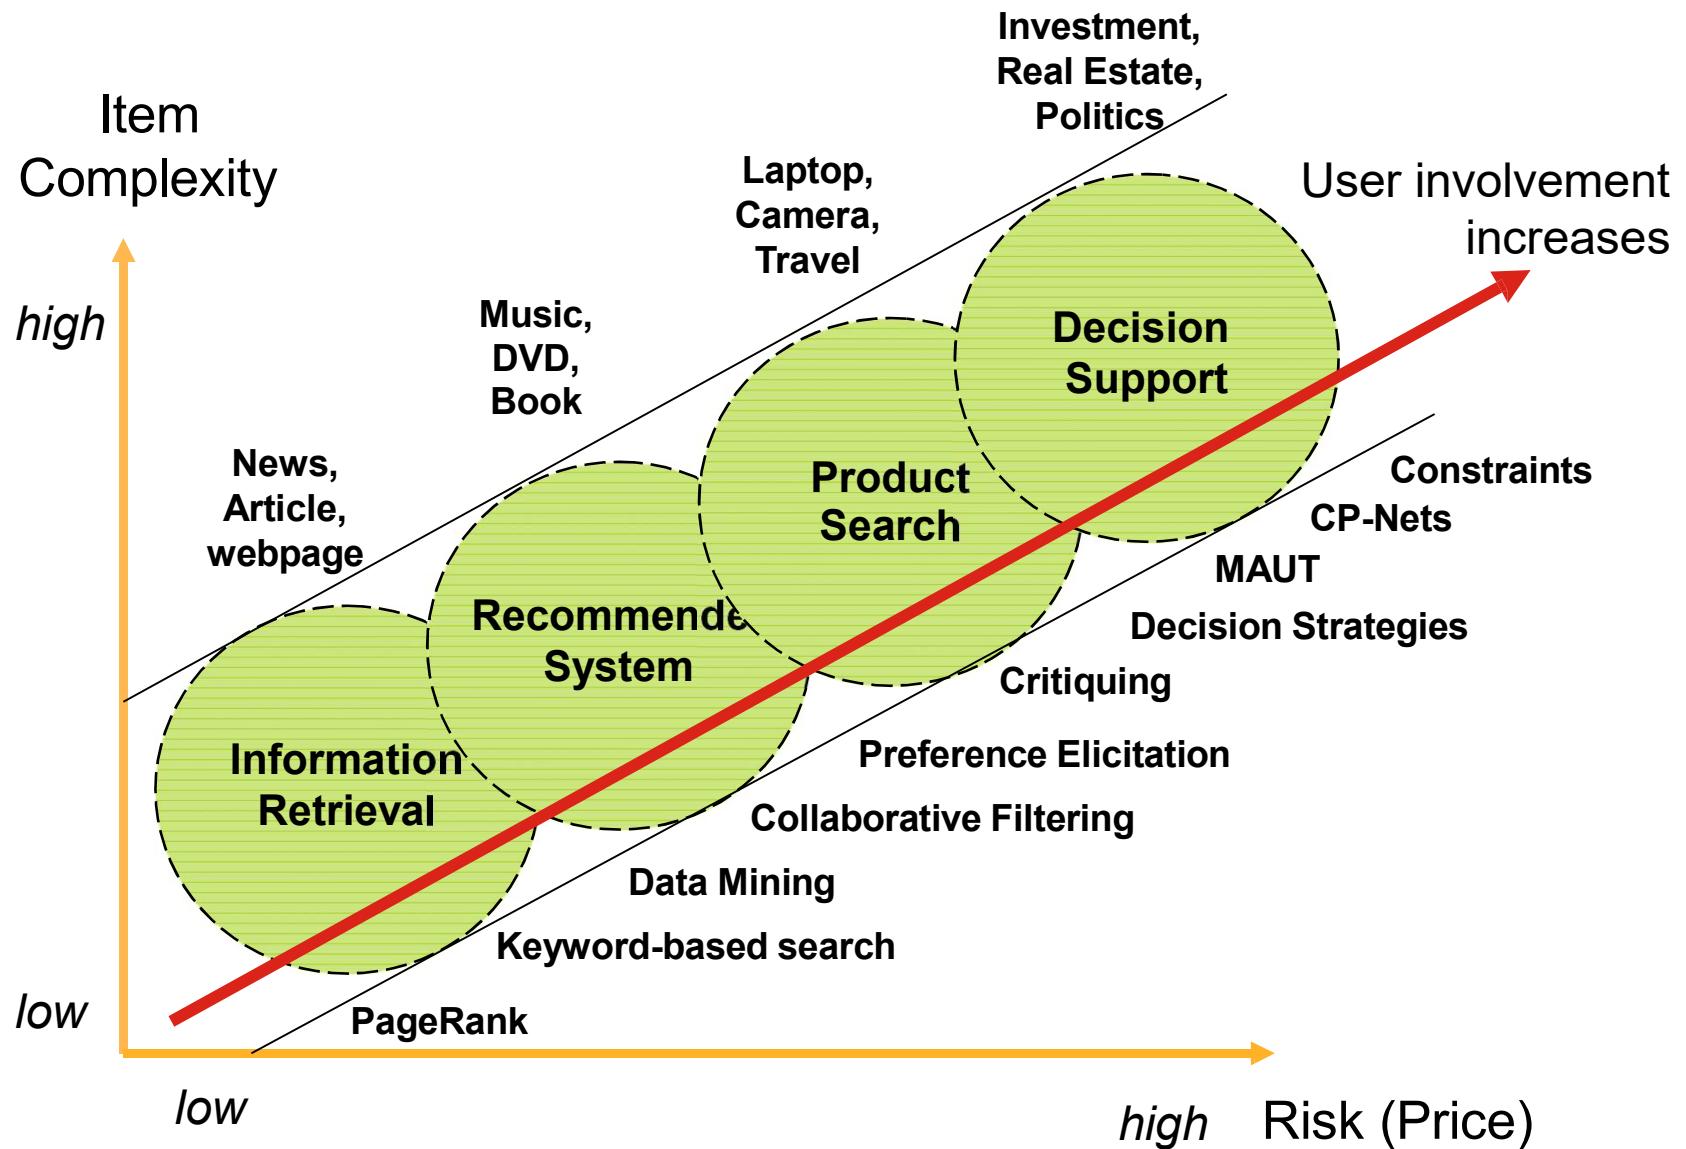 Investment,
Real Estate,
Politics
Item
Complexity
Laptop,
Camera,
Travel
User involvement
increases
high
Music,
DVD,
Book
Decision
Support
News,
Article,
webpage
Product
Search
Constraints
CP-Nets
MAUT
Recommende
System
Decision Strategies
Critiquing
Information
Retrieval
Preference Elicitation
Collaborative Filtering
Data Mining
Keyword-based search
low
PageRank
low
high
Risk (Price)